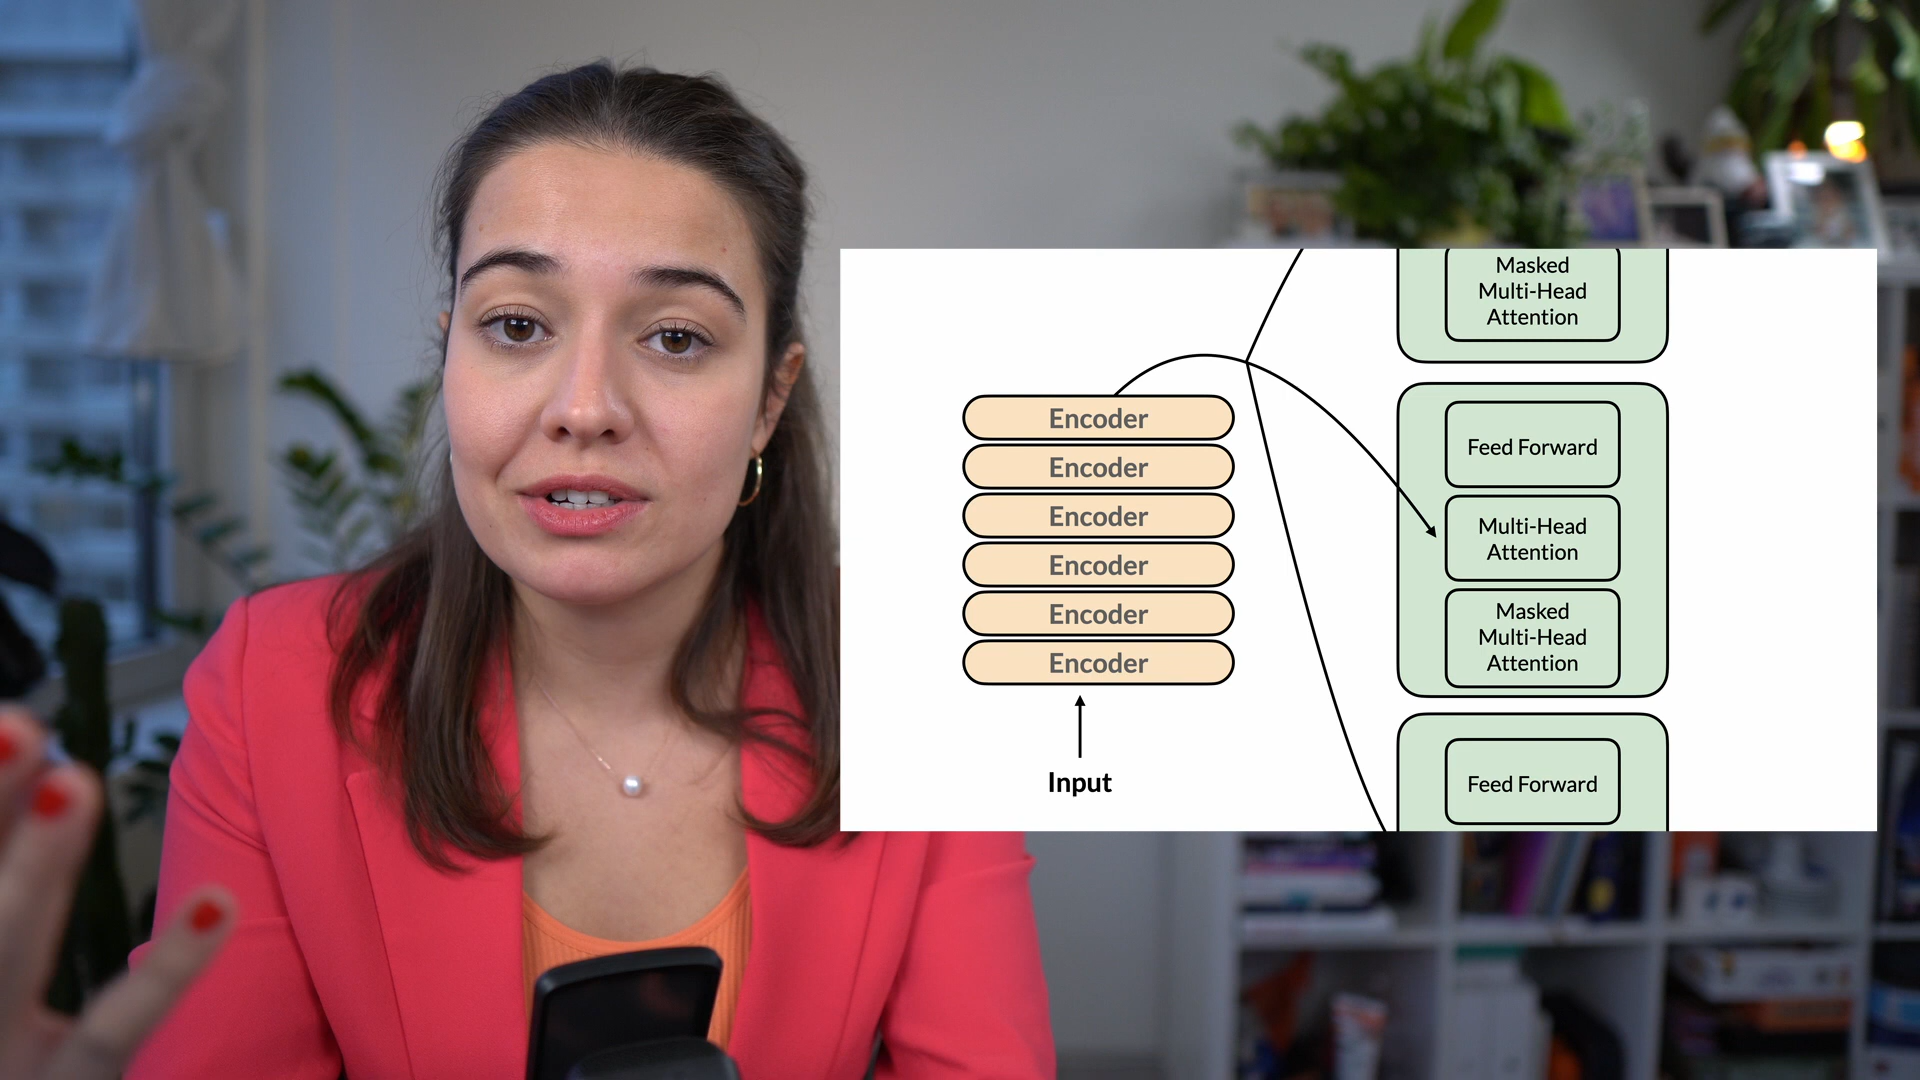 Encoder
Encoder
Encoder
Encoder
Encoder
Encoder
Input
Masked
Multi-Head
Attention
Feed Forward
Multi-Head
Attention
Masked
Multi-Head
Attention
Feed Forward